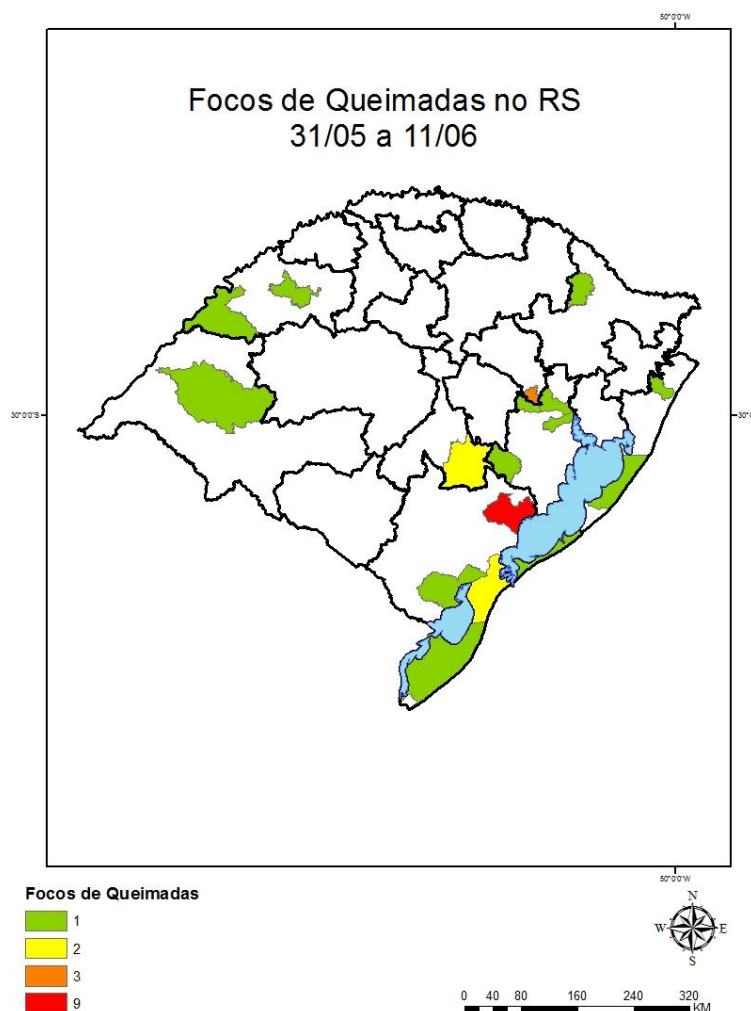 50°0'0"W
Focos de Queimadas no RS
31/05 a 11/06
30°0'0"S
30°
50°0'0"W
Focos de Queimadas
1
2
3
9
N
W E
S
0 40 80 160 240 320
KM